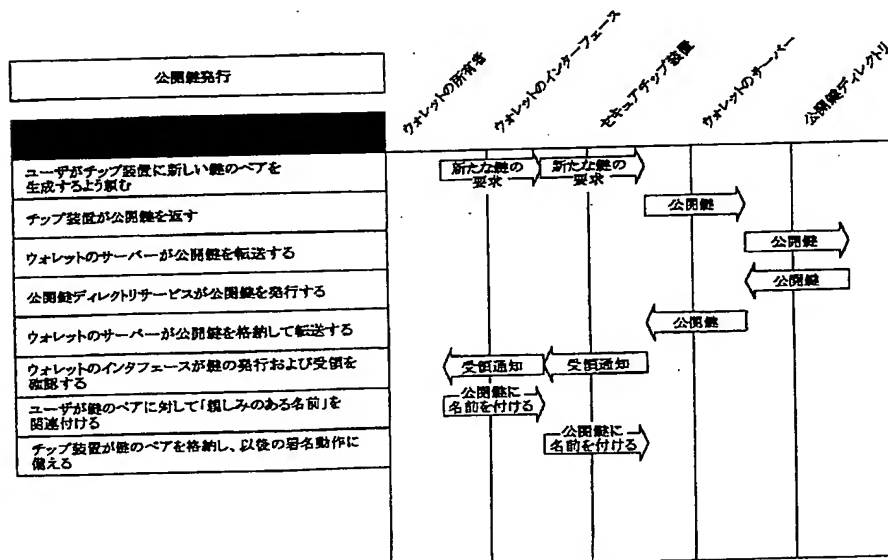 公開鍵発行
ウォレットの所有者
ウォレットのインターフェース
セキュアチップ装置
ウォレットのサーバー
公開鍵ディレクトリ
ユーザがチップ装置に新しい鍵のペアを
生成するよう頼む
新たな鍵の
要求
新たな鍵の
要求
チップ装置が公開鍵を返す
公開鍵
ウォレットのサーバーが公開鍵を転送する
公開鍵
公開鍵ディレクトリサービスが公開鍵を発行する
公開鍵
ウォレットのサーバーが公開鍵を格納して転送する
公開鍵
ウォレットのインタフェースが鍵の発行および受領を
確認する
受領通知
受領通知
ユーザが鍵のペアに対して「親しみのある名前」を
関連付ける
公開鍵に
名前を付ける
チップ装置が鍵のペアを格納し、以後の署名動作に
備える
公開鍵に
名前を付ける